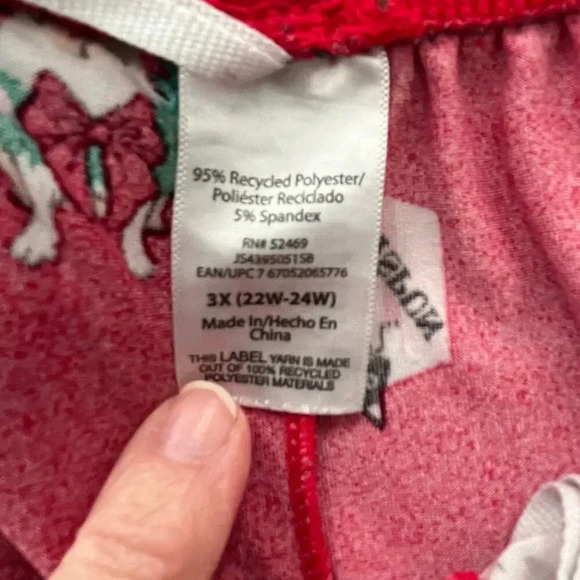 95% Recycled Polyester/
Poliéster Reciclado
5% Spandex
RN# 52469
JS43950515B
EAN/UPC 7 67052065776
3X (22W-24W)
Made In/Hecho En
China
THIS LABEL YARN IS MADE
OUT OF 100% RECYCLED
POLYESTER MATERIALS